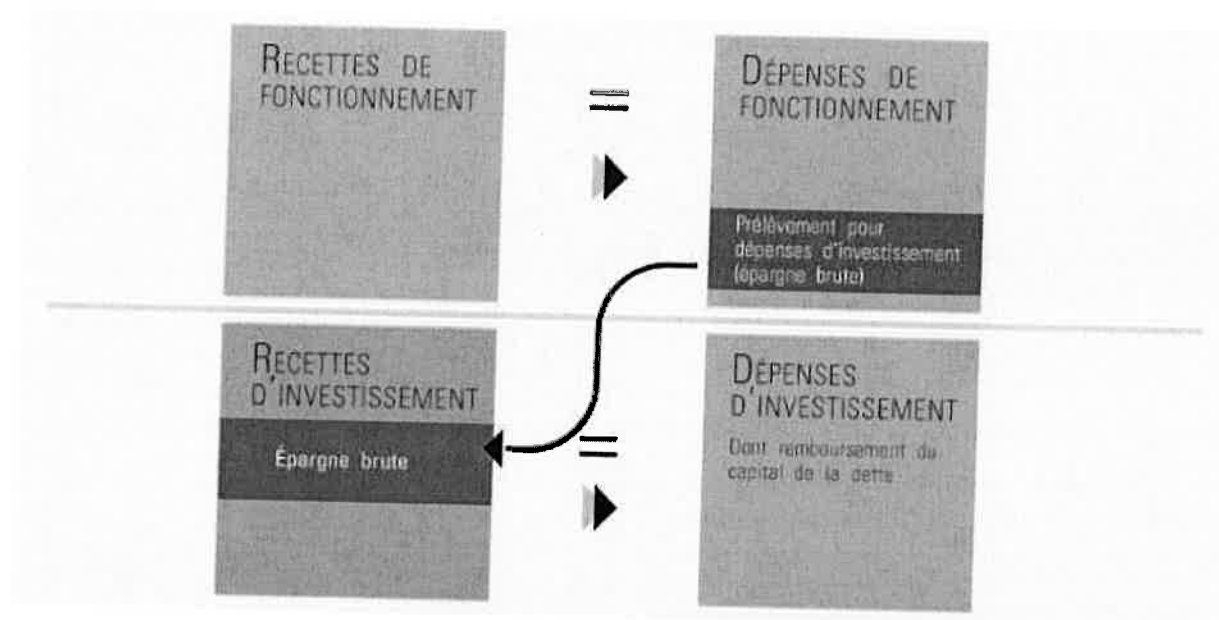 RECETTES DE
FONCTIONNEMENT
=
DÉPENSES DE
FONCTIONNEMENT
Prélèvement pour
dépenses d'investissement
(épargne brute)
RECETTES
D'INVESTISSEMENT
Épargne brute
=
DÉPENSES
D'INVESTISSEMENT
Dont remboursement du
capital de la dette